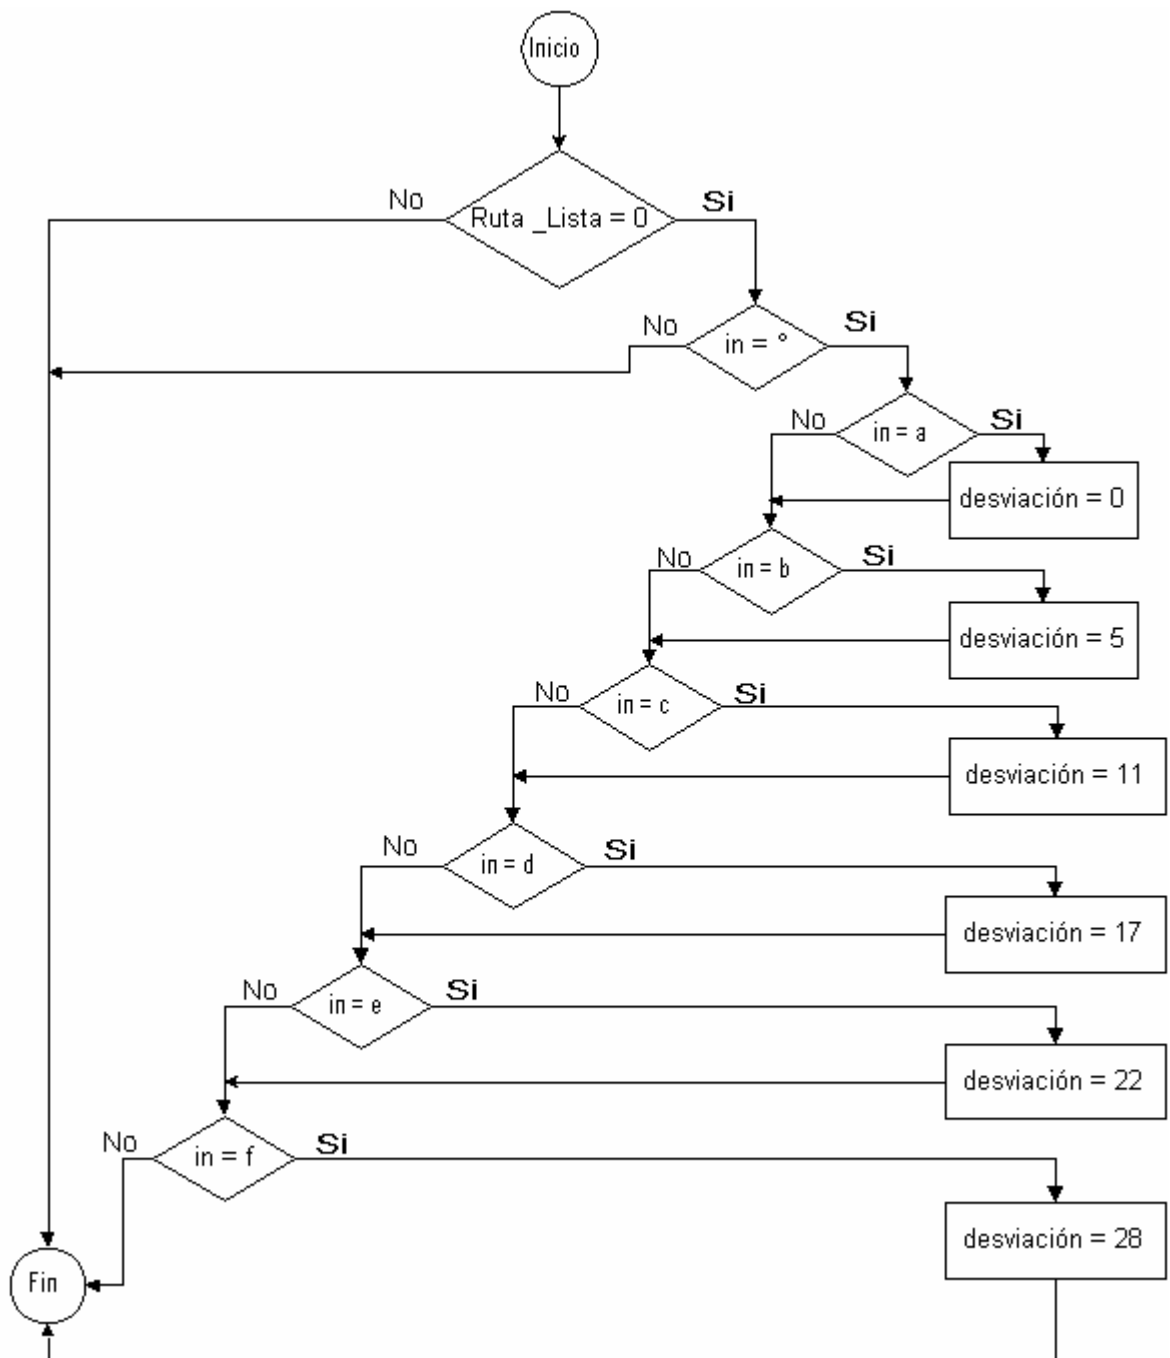 Inicio
No
Si
Ruta _Lista = 0
No
Si
in = °
No
Si
in = a
desviación = 0
No
Si
in = b
desviación = 5
No
Si
in = c
desviación = 11
No
Si
in = d
desviación = 17
No
Si
in = e
desviación = 22
No
Si
in = f
desviación = 28
Fin